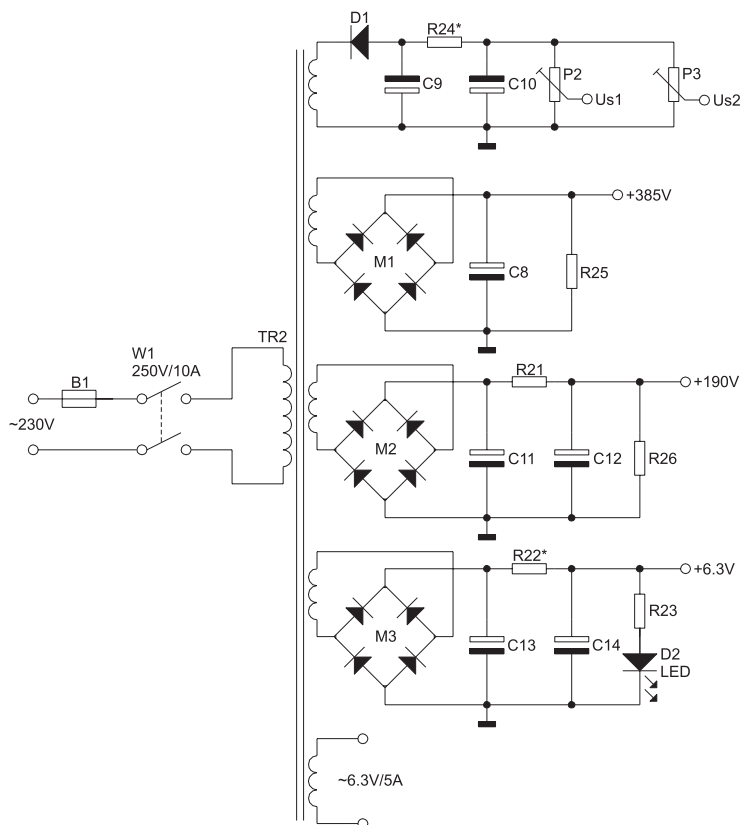 D1
R24*
C9
C10
P2
Us1
P3
Us2
+385V
M1
C8
R25
TR2
W1
250V/10A
B1
~230V
R21
+190V
M2
C11
C12
R26
R22*
+6.3V
M3
C13
C14
R23
D2
LED
~6.3V/5A